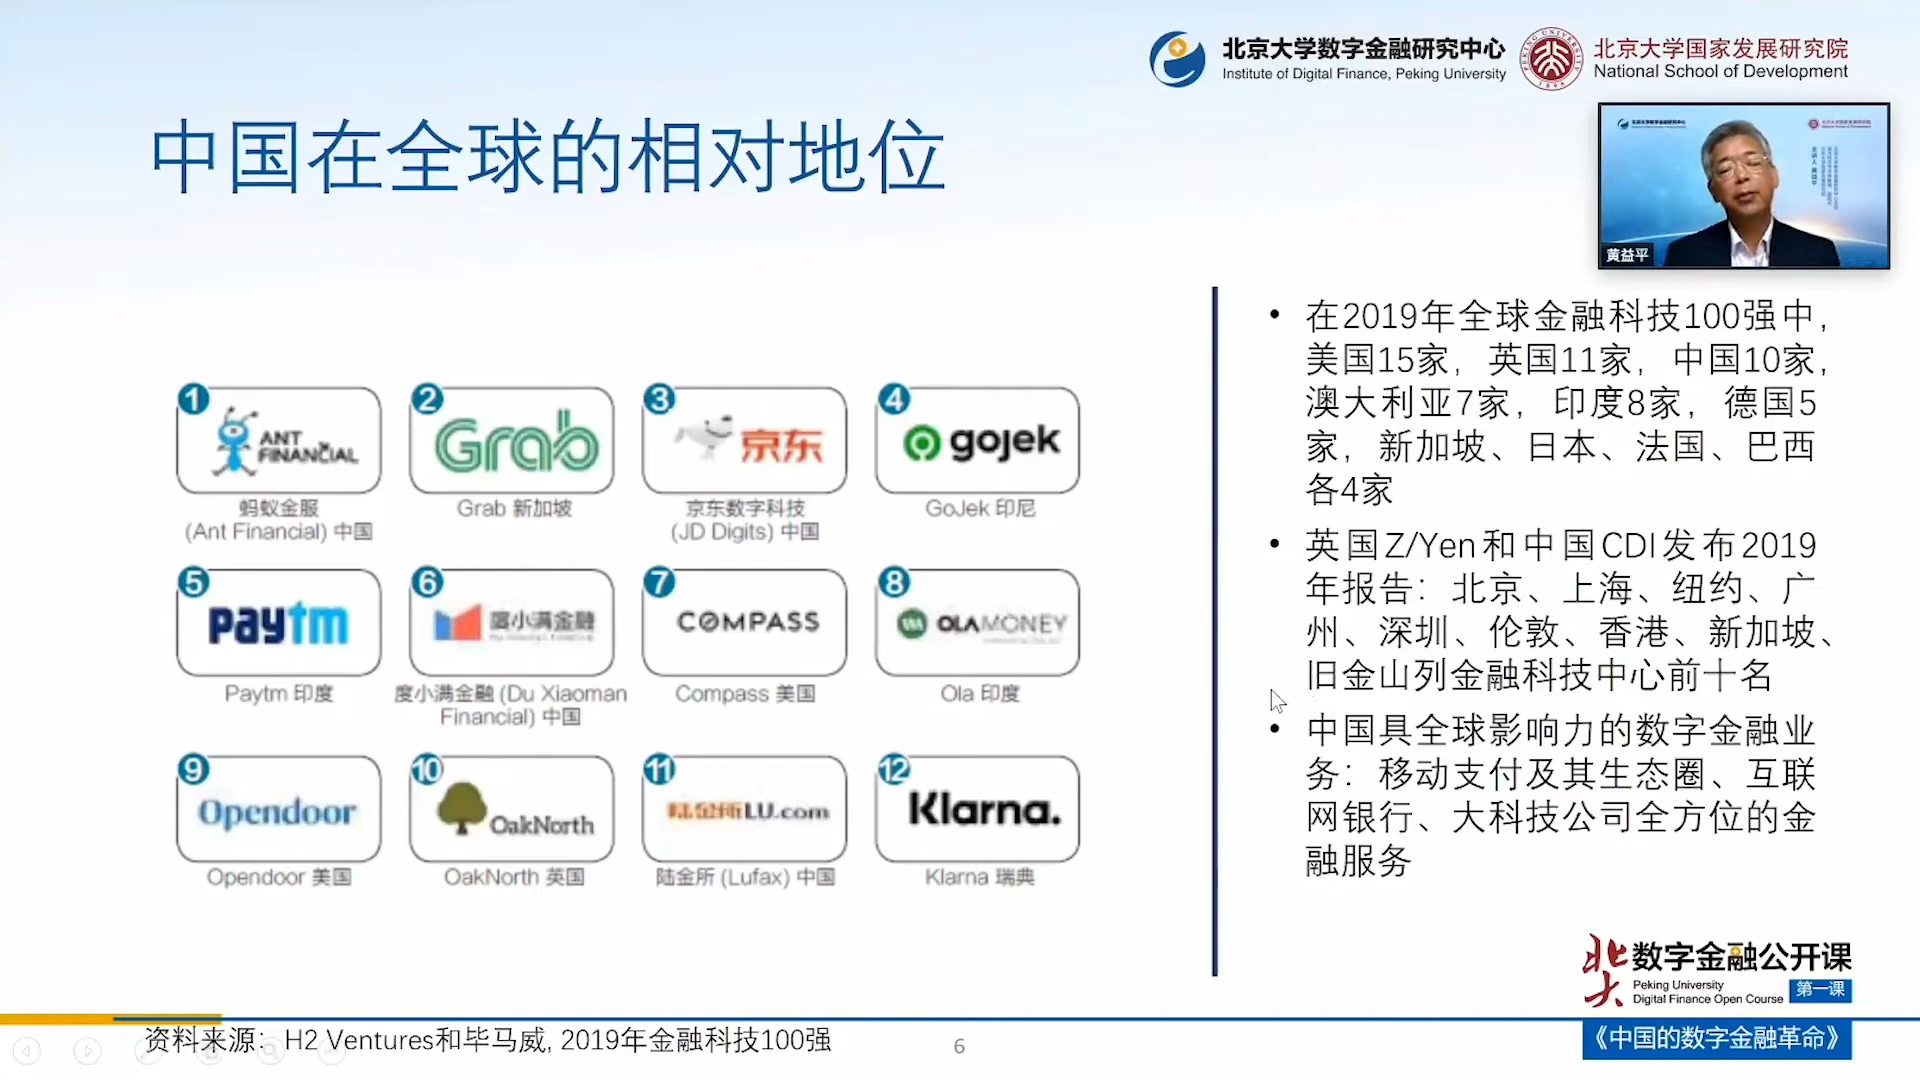 北京大学数字金融研究中心
Institute of Digital Finance, Peking University
北京大学国家发展研究院
National School of Development
中国在全球的相对地位
黄益平
1
ANT FINANCIAL
蚂蚁金服
(Ant Financial) 中国
2
Grab
Grab 新加坡
3
京东
京东数字科技
(JD Digits) 中国
4
gojek
GoJek 印尼
5
paytm
Paytm 印度
6
度小满金融
度小满金融 (Du Xiaoman
Financial) 中国
7
COMPASS
Compass 美国
8
OLAMONEY
Ola 印度
9
Opendoor
Opendoor 美国
10
OakNorth
OakNorth 英国
11
陆金所LU.com
陆金所 (Lufax) 中国
12
Klarna.
Klarna 瑞典
• 在2019年全球金融科技100强中，
美国15家，英国11家，中国10家，
澳大利亚7家，印度8家，德国5
家，新加坡、日本、法国、巴西
各4家
• 英国Z/Yen和中国CDI发布2019
年报告：北京、上海、纽约、广
州、深圳、伦敦、香港、新加坡、
旧金山列金融科技中心前十名
• 中国具全球影响力的数字金融业
务：移动支付及其生态圈、互联
网银行、大科技公司全方位的金
融服务
北大
数字金融公开课
Peking University
Digital Finance Open Course
第一课
《中国的数字金融革命》
资料来源：H2 Ventures和毕马威, 2019年金融科技100强
6